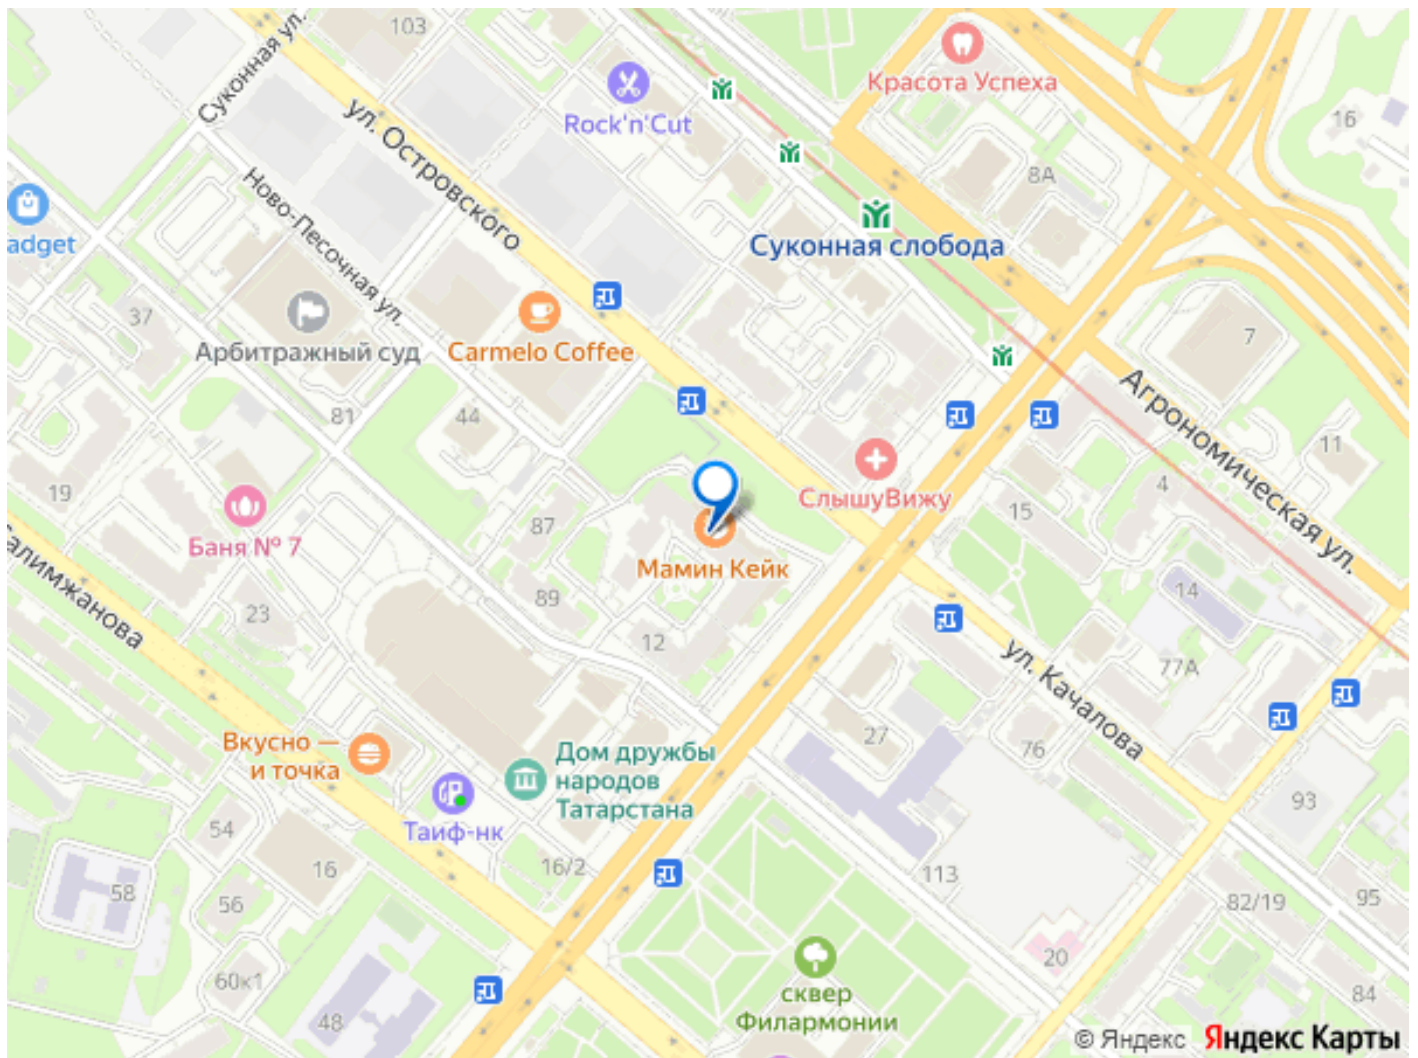 103
Суконная ул.
ул. Островского
Rock'n'Cut
Красота Успеха
16
8А
adget
Ново-Песочная ул.
Суконная слобода
37
Арбитражный суд
Carmelo Coffee
7
81
44
Агрономическая ул.
11
19
СлышуВижу
4
15
87
Баня № 7
Мамин Кейк
алимжанова
89
14
23
12
ул. Качалова
77А
27
76
Вкусно —
и точка
Дом дружбы
народов
Татарстана
Таиф-нк
93
54
16
16/2
113
58
56
82/19
95
20
60к1
сквер
Филармонии
84
48
© Яндекс Яндекс Карты